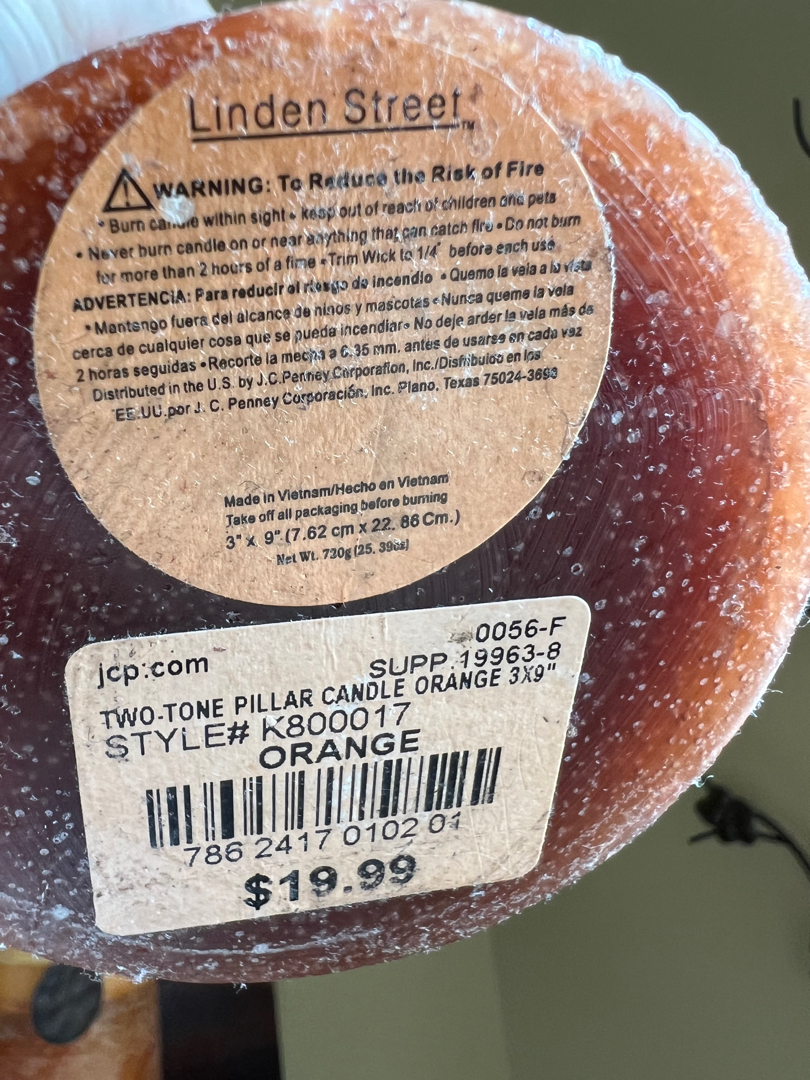 Linden Street™
WARNING: To Reduce the Risk of Fire
• Burn candle within sight • keep out of reach of children and pets
• Never burn candle on or near anything that can catch fire • Do not burn
for more than 2 hours of a time • Trim Wick to 1/4" before each use
ADVERTENCIA: Para reducir el riesgo de incendio • Queme la vela a la vista
• Mantengo fuera del alcance de ninos y mascotas • Nunca queme la vela
cerca de cualquier cosa que se pueda incendiar • No deje arder la vela más de
2 horas seguidas • Recorte la mecha a 0.35 mm. antes de usarse en cada vez
Distributed in the U.S. by J.C.Penney Corporation, Inc./Distribuido en los
EE.UU.por J. C. Penney Corporación, Inc. Plano, Texas 75024-3698
Made in Vietnam/Hecho en Vietnam
Take off all packaging before burning
3" x 9" (7.62 cm x 22. 86 Cm.)
Net Wt. 730g (25, 39oz)
0056-F
jcp.com SUPP.19963-8
TWO-TONE PILLAR CANDLE ORANGE 3X9"
STYLE# K800017
ORANGE
786 2417 0102 01
$19.99